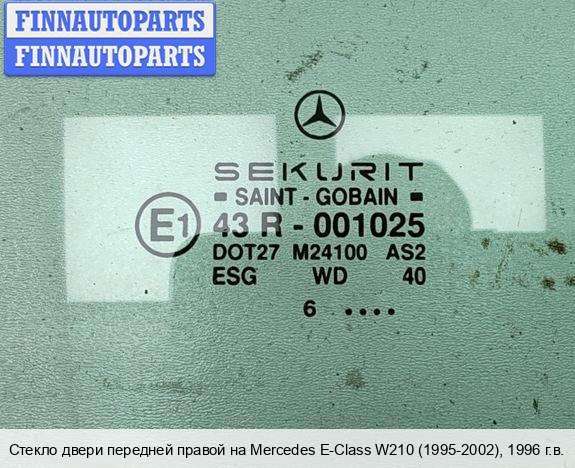 FINNAUTOPARTS
FINNAUTOPARTS
SEKURIT
SAINT - GOBAIN
E1 43 R - 001025
DOT27 M24100 AS2
ESG WD 40
6 ....
Стекло двери передней правой на Mercedes E-Class W210 (1995-2002), 1996 г.в.